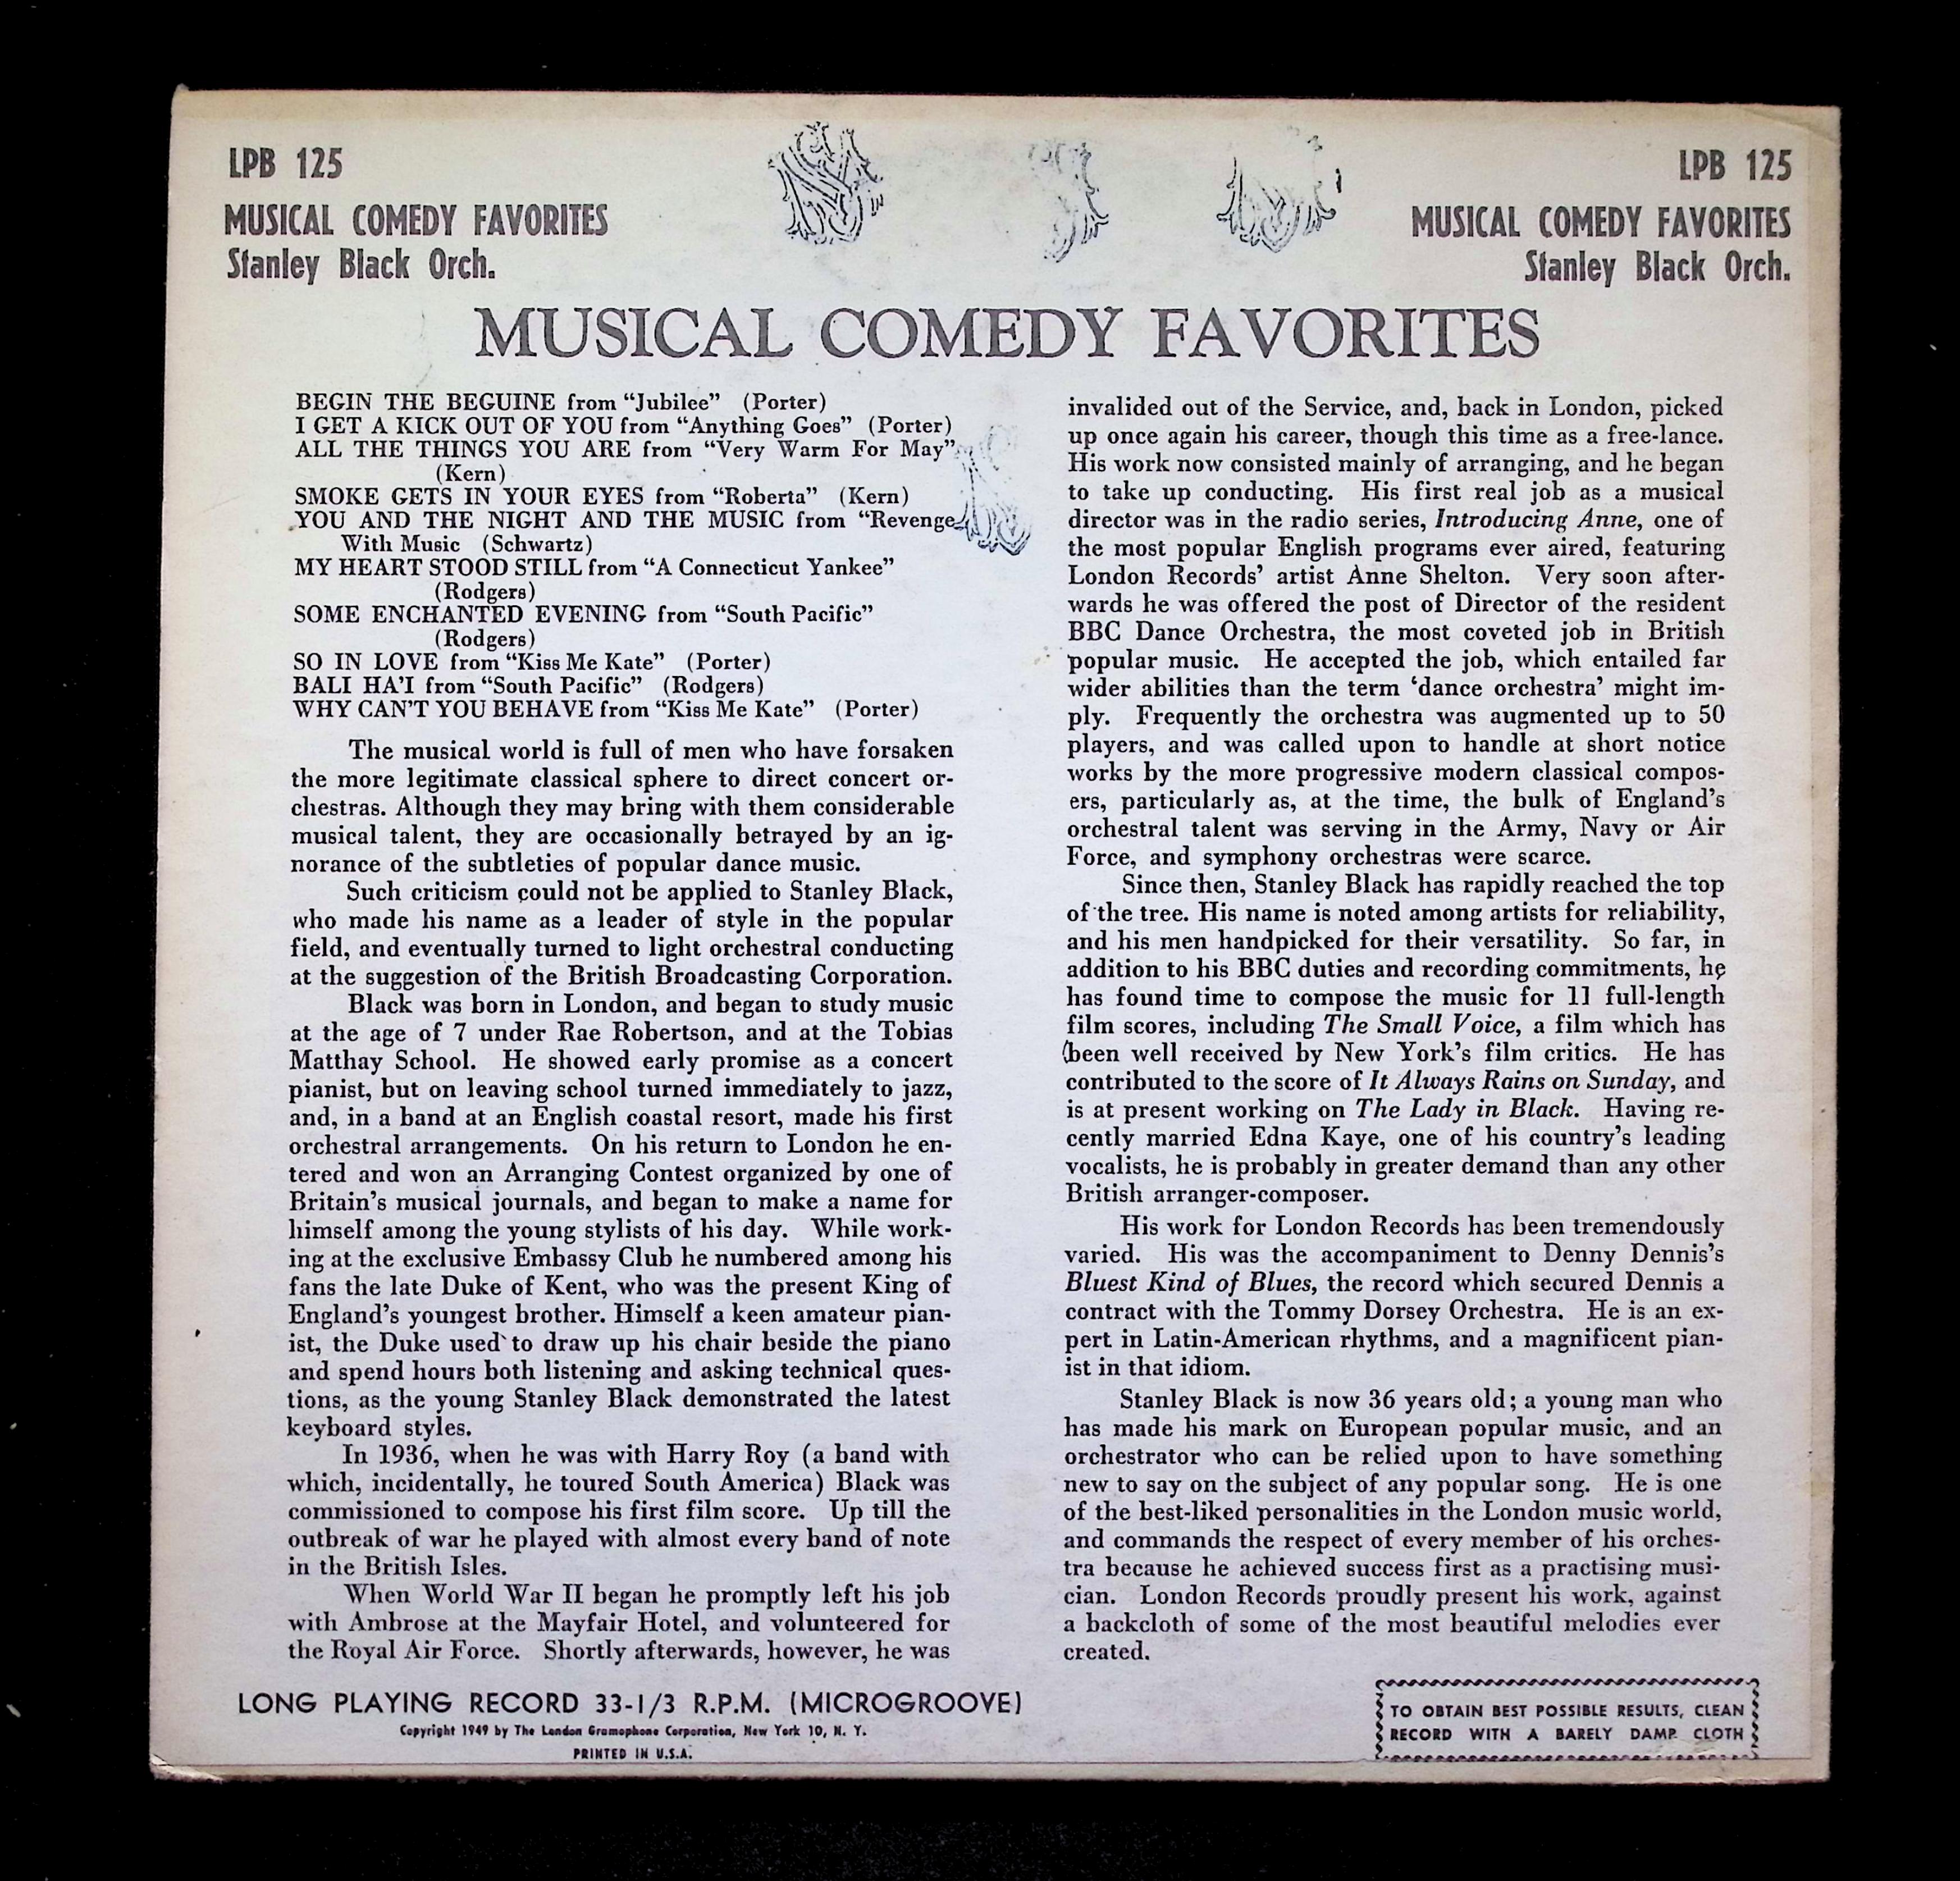 LPB 125
MUSICAL COMEDY FAVORITES
Stanley Black Orch.
LPB 125
MUSICAL COMEDY FAVORITES
Stanley Black Orch.
MUSICAL COMEDY FAVORITES
BEGIN THE BEGUINE from “Jubilee” (Porter)
I GET A KICK OUT OF YOU from “Anything Goes” (Porter)
ALL THE THINGS YOU ARE from “Very Warm For May”
(Kern)
SMOKE GETS IN YOUR EYES from “Roberta” (Kern)
YOU AND THE NIGHT AND THE MUSIC from “Revenge
With Music (Schwartz)
MY HEART STOOD STILL from “A Connecticut Yankee”
(Rodgers)
SOME ENCHANTED EVENING from “South Pacific”
(Rodgers)
SO IN LOVE from “Kiss Me Kate” (Porter)
BALI HA’I from “South Pacific” (Rodgers)
WHY CAN’T YOU BEHAVE from “Kiss Me Kate” (Porter)
The musical world is full of men who have forsaken
the more legitimate classical sphere to direct concert or-
chestras. Although they may bring with them considerable
musical talent, they are occasionally betrayed by an ig-
norance of the subtleties of popular dance music.
Such criticism could not be applied to Stanley Black,
who made his name as a leader of style in the popular
field, and eventually turned to light orchestral conducting
at the suggestion of the British Broadcasting Corporation.
Black was born in London, and began to study music
at the age of 7 under Rae Robertson, and at the Tobias
Matthay School. He showed early promise as a concert
pianist, but on leaving school turned immediately to jazz,
and, in a band at an English coastal resort, made his first
orchestral arrangements. On his return to London he en-
tered and won an Arranging Contest organized by one of
Britain’s musical journals, and began to make a name for
himself among the young stylists of his day. While work-
ing at the exclusive Embassy Club he numbered among his
fans the late Duke of Kent, who was the present King of
England’s youngest brother. Himself a keen amateur pian-
ist, the Duke used to draw up his chair beside the piano
and spend hours both listening and asking technical ques-
tions, as the young Stanley Black demonstrated the latest
keyboard styles.
In 1936, when he was with Harry Roy (a band with
which, incidentally, he toured South America) Black was
commissioned to compose his first film score. Up till the
outbreak of war he played with almost every band of note
in the British Isles.
When World War II began he promptly left his job
with Ambrose at the Mayfair Hotel, and volunteered for
the Royal Air Force. Shortly afterwards, however, he was
invalided out of the Service, and, back in London, picked
up once again his career, though this time as a free-lance.
His work now consisted mainly of arranging, and he began
to take up conducting. His first real job as a musical
director was in the radio series, Introducing Anne, one of
the most popular English programs ever aired, featuring
London Records’ artist Anne Shelton. Very soon after-
wards he was offered the post of Director of the resident
BBC Dance Orchestra, the most coveted job in British
popular music. He accepted the job, which entailed far
wider abilities than the term ‘dance orchestra’ might im-
ply. Frequently the orchestra was augmented up to 50
players, and was called upon to handle at short notice
works by the more progressive modern classical compos-
ers, particularly as, at the time, the bulk of England’s
orchestral talent was serving in the Army, Navy or Air
Force, and symphony orchestras were scarce.
Since then, Stanley Black has rapidly reached the top
of the tree. His name is noted among artists for reliability,
and his men handpicked for their versatility. So far, in
addition to his BBC duties and recording commitments, he
has found time to compose the music for 11 full-length
film scores, including The Small Voice, a film which has
been well received by New York’s film critics. He has
contributed to the score of It Always Rains on Sunday, and
is at present working on The Lady in Black. Having re-
cently married Edna Kaye, one of his country’s leading
vocalists, he is probably in greater demand than any other
British arranger-composer.
His work for London Records has been tremendously
varied. His was the accompaniment to Denny Dennis’s
Bluest Kind of Blues, the record which secured Dennis a
contract with the Tommy Dorsey Orchestra. He is an ex-
pert in Latin-American rhythms, and a magnificent pian-
ist in that idiom.
Stanley Black is now 36 years old; a young man who
has made his mark on European popular music, and an
orchestrator who can be relied upon to have something
new to say on the subject of any popular song. He is one
of the best-liked personalities in the London music world,
and commands the respect of every member of his orches-
tra because he achieved success first as a practising musi-
cian. London Records proudly present his work, against
a backcloth of some of the most beautiful melodies ever
created.
LONG PLAYING RECORD 33-1/3 R.P.M. (MICROGROOVE)
Copyright 1949 by The London Gramophone Corporation, New York 10, N. Y.
PRINTED IN U.S.A.
TO OBTAIN BEST POSSIBLE RESULTS, CLEAN
RECORD WITH A BARELY DAMP CLOTH